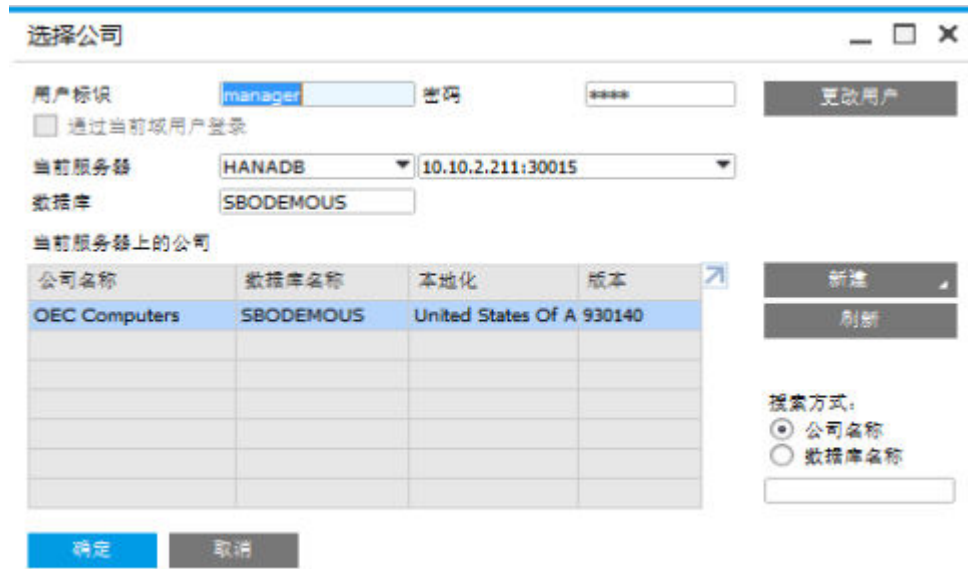 选择公司
用户标识 manager 密码 **** 更改用户
通过当前域用户登录
当前服务器 HANADB 10.10.2.211:30015
数据库 SBODEMOUS
当前服务器上的公司
公司名称 数据库名称 本地化 版本 新建
OEC Computers SBODEMOUS United States Of A 930140 刷新
搜索方式:
公司名称
数据库名称
确定 取消